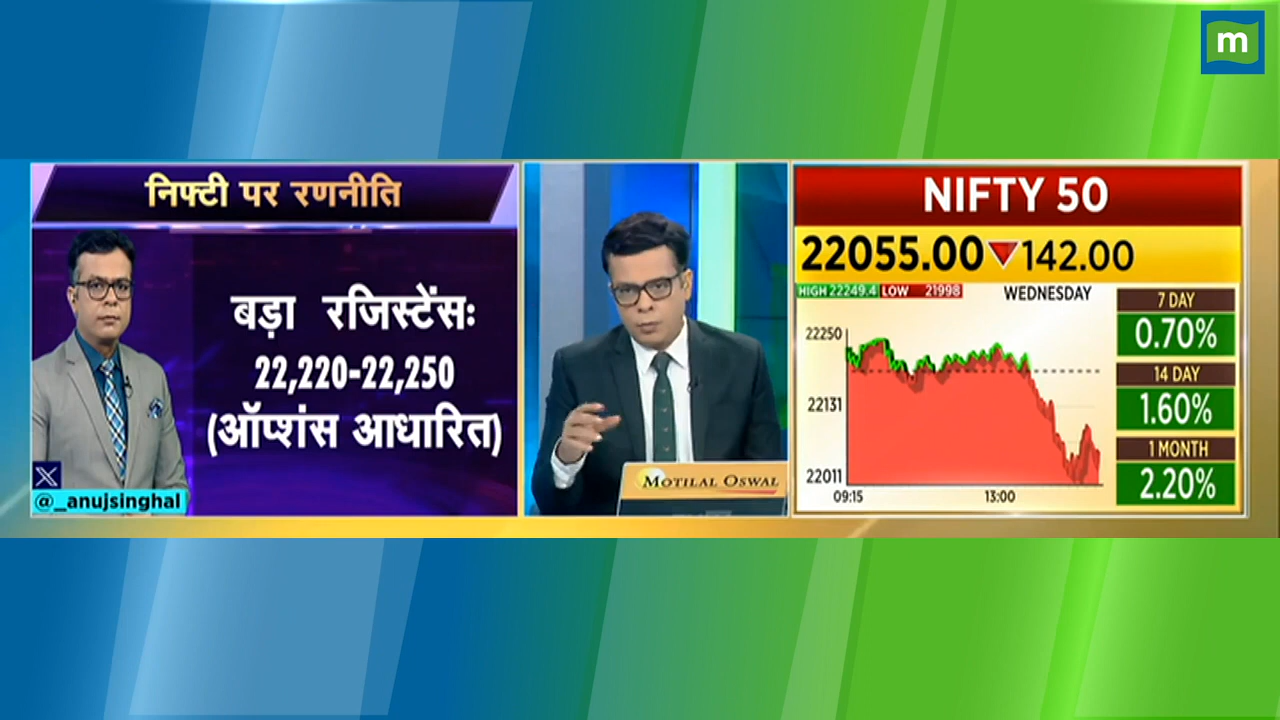 m
निफ्टी पर रणनीति
बड़ा रजिस्टेंसः
22,220-22,250
(ऑप्शंस आधारित)
X
@_anujsinghal
MOTILAL OSWAL
NIFTY 50
22055.00 ▼ 142.00
HIGH 22249.4 LOW 21998
WEDNESDAY
22250
22131
22011
09:15 13:00
7 DAY
0.70%
14 DAY
1.60%
1 MONTH
2.20%